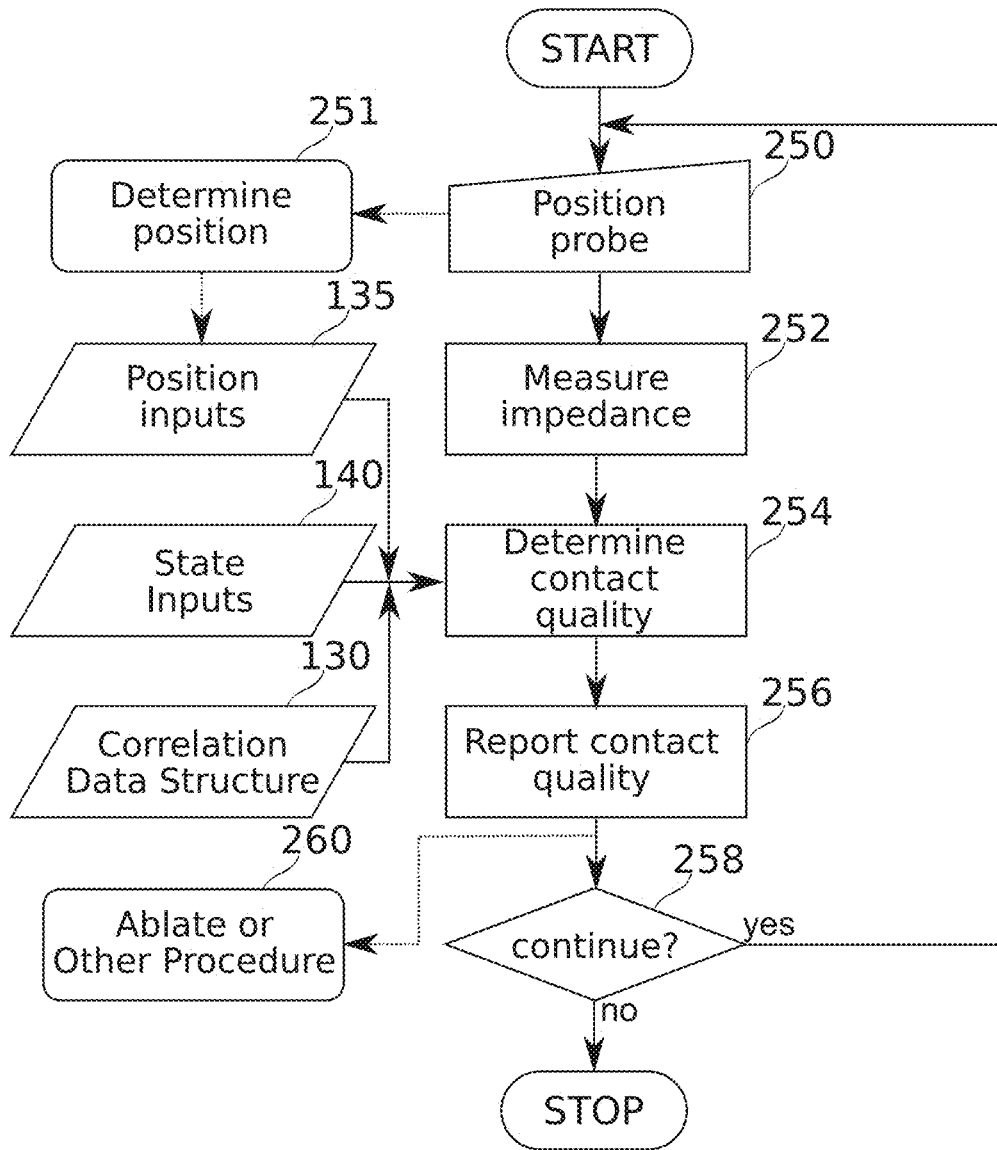 START
251
250
Determine
position
Position
probe
135
252
Position
inputs
Measure
impedance
140
254
State
Inputs
Determine
contact
quality
130
256
Correlation
Data Structure
Report contact
quality
260
258
Ablate or
Other Procedure
continue?
yes
no
STOP